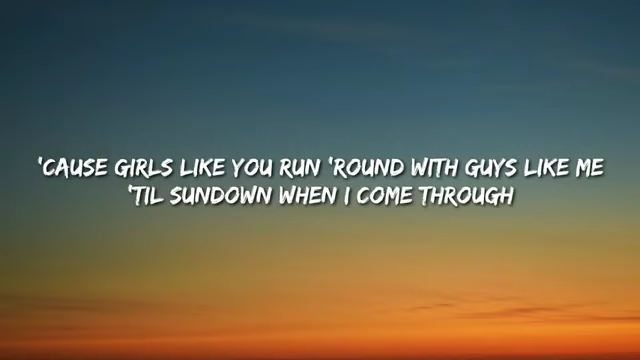 'CAUSE GIRLS LIKE YOU RUN 'ROUND WITH GUYS LIKE ME
'TIL SUNDOWN WHEN I COME THROUGH